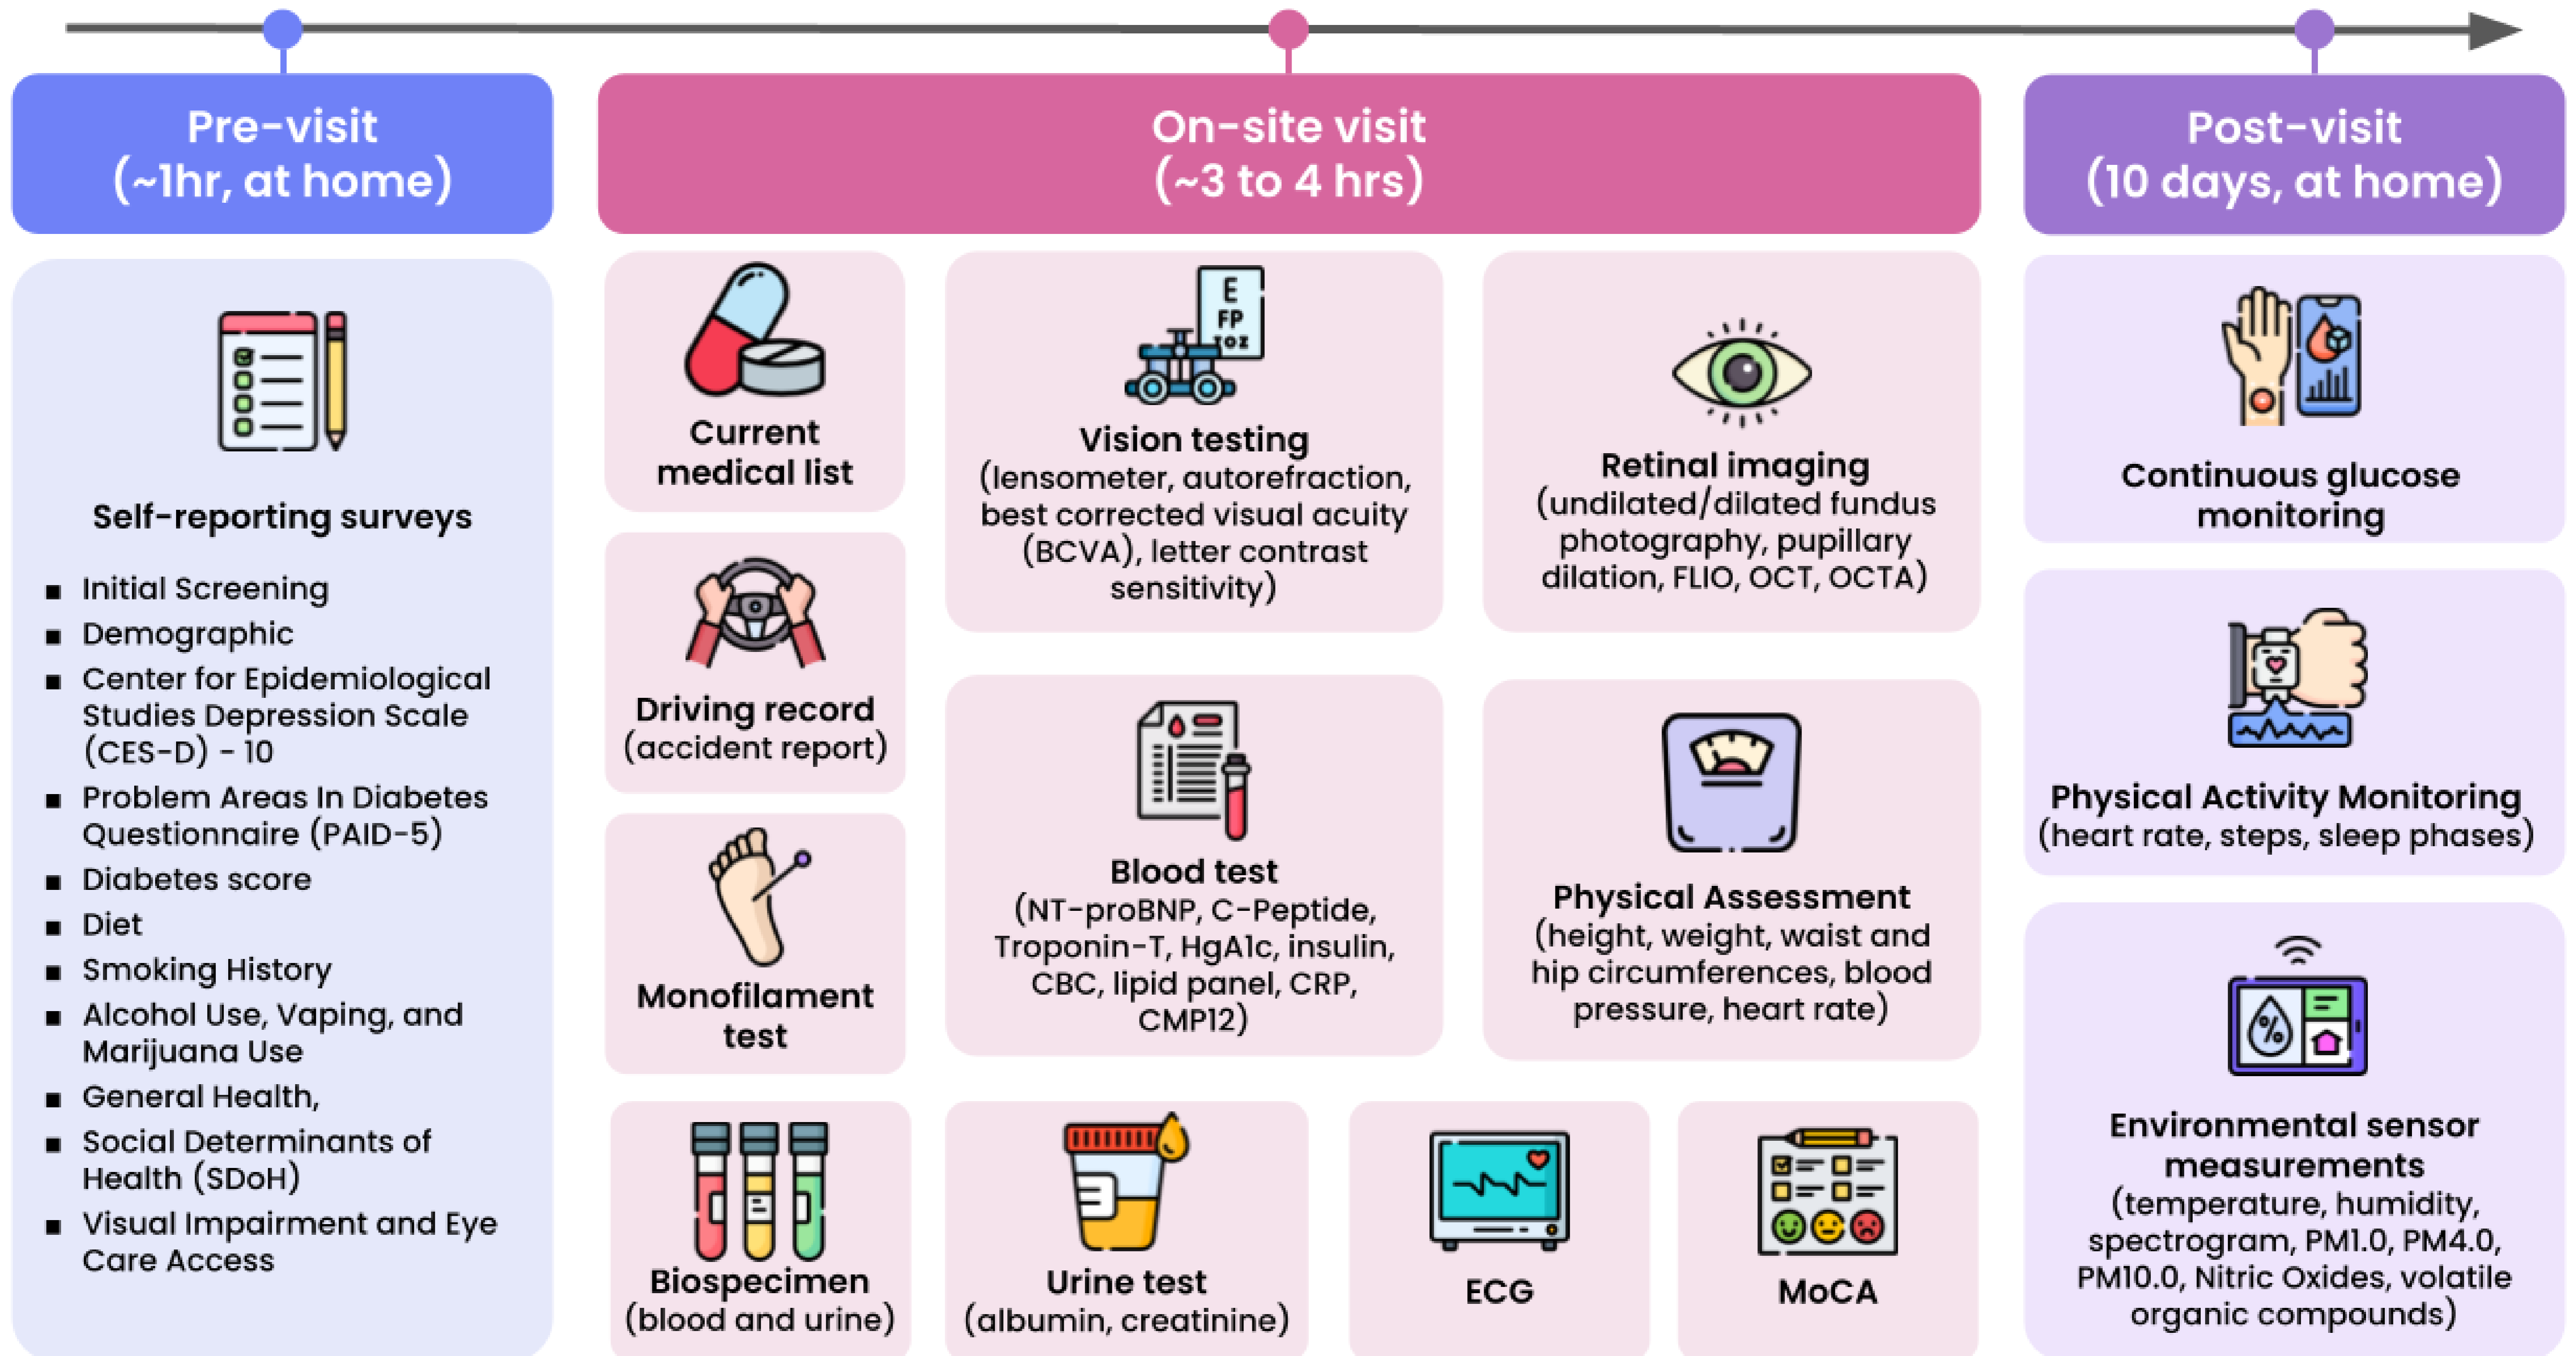 Pre-visit
(~1hr, at home)
On-site visit
(~3 to 4 hrs)
Post-visit
(10 days, at home)
Self-reporting surveys
▪ Initial Screening
▪ Demographic
▪ Center for Epidemiological
Studies Depression Scale
(CES-D) - 10
▪ Problem Areas In Diabetes
Questionnaire (PAID-5)
▪ Diabetes score
▪ Diet
▪ Smoking History
▪ Alcohol Use, Vaping, and
Marijuana Use
▪ General Health,
▪ Social Determinants of
Health (SDoH)
▪ Visual Impairment and Eye
Care Access
Current
medical list
Driving record
(accident report)
Monofilament
test
E
FP
TOZ
Vision testing
(lensometer, autorefraction,
best corrected visual acuity
(BCVA), letter contrast
sensitivity)
Retinal imaging
(undilated/dilated fundus
photography, pupillary
dilation, FLIO, OCT, OCTA)
Blood test
(NT-proBNP, C-Peptide,
Troponin-T, HgA1c, insulin,
CBC, lipid panel, CRP,
CMP12)
Physical Assessment
(height, weight, waist and
hip circumferences, blood
pressure, heart rate)
Biospecimen
(blood and urine)
Urine test
(albumin, creatinine)
ECG
MoCA
Continuous glucose
monitoring
Physical Activity Monitoring
(heart rate, steps, sleep phases)
%
Environmental sensor
measurements
(temperature, humidity,
spectrogram, PM1.0, PM4.0,
PM10.0, Nitric Oxides, volatile
organic compounds)